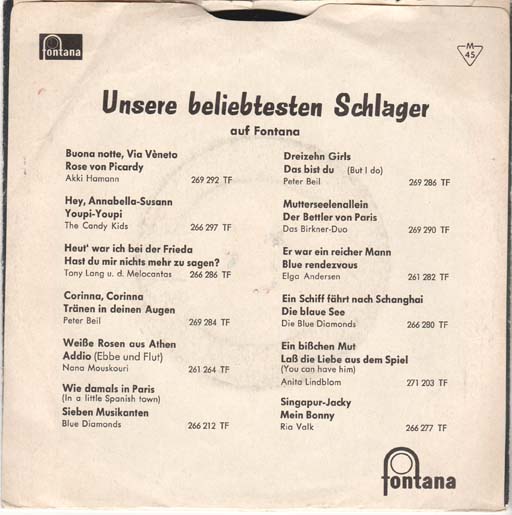 fontana
M
45
Unsere beliebtesten Schlager
auf Fontana
Buona notte, Via Vèneto
Rose von Picardy
Akki Hamann 269 292 TF
Hey, Annabella-Susann
Youpi-Youpi
The Candy Kids 266 297 TF
Heut' war ich bei der Frieda
Hast du mir nichts mehr zu sagen?
Tony Lang u. d. Melocantos 266 286 TF
Corinna, Corinna
Tränen in deinen Augen
Peter Beil 269 284 TF
Weiße Rosen aus Athen
Addio (Ebbe und Flut)
Nana Mouskouri 261 264 TF
Wie damals in Paris
(In a little Spanish town)
Sieben Musikanten
Blue Diamonds 266 212 TF
Dreizehn Girls
Das bist du (But I do)
Peter Beil 269 286 TF
Mutterseelenallein
Der Bettler von Paris
Das Birkner-Duo 269 290 TF
Er war ein reicher Mann
Blue rendezvous
Elga Andersen 261 282 TF
Ein Schiff fährt nach Schanghai
Die blaue See
Die Blue Diamonds 266 280 TF
Ein bißchen Mut
Laß die Liebe aus dem Spiel
(You can have him)
Anita Lindblom 271 203 TF
Singapur-Jacky
Mein Bonny
Ria Valk 266 277 TF
fontana